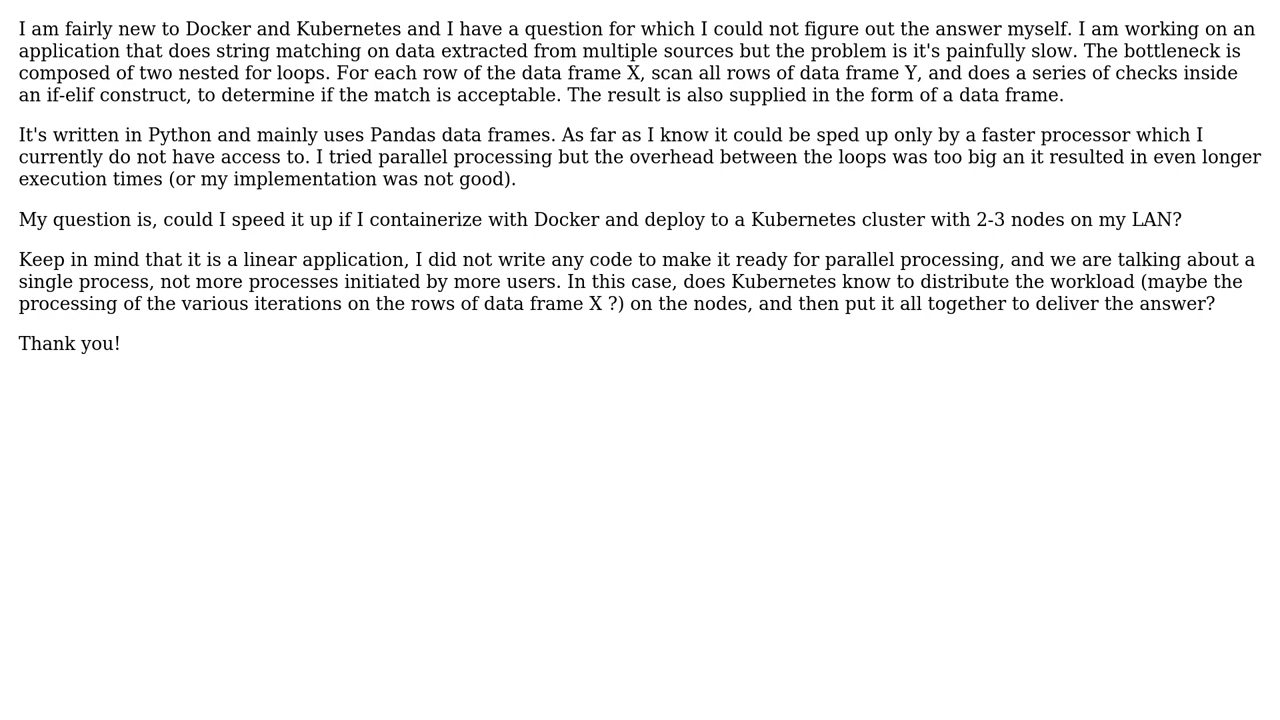 I am fairly new to Docker and Kubernetes and I have a question for which I could not figure out the answer myself. I am working on an
application that does string matching on data extracted from multiple sources but the problem is it's painfully slow. The bottleneck is
composed of two nested for loops. For each row of the data frame X, scan all rows of data frame Y, and does a series of checks inside
an if-elif construct, to determine if the match is acceptable. The result is also supplied in the form of a data frame.
It's written in Python and mainly uses Pandas data frames. As far as I know it could be sped up only by a faster processor which I
currently do not have access to. I tried parallel processing but the overhead between the loops was too big an it resulted in even longer
execution times (or my implementation was not good).
My question is, could I speed it up if I containerize with Docker and deploy to a Kubernetes cluster with 2-3 nodes on my LAN?
Keep in mind that it is a linear application, I did not write any code to make it ready for parallel processing, and we are talking about a
single process, not more processes initiated by more users. In this case, does Kubernetes know to distribute the workload (maybe the
processing of the various iterations on the rows of data frame X ?) on the nodes, and then put it all together to deliver the answer?
Thank you!